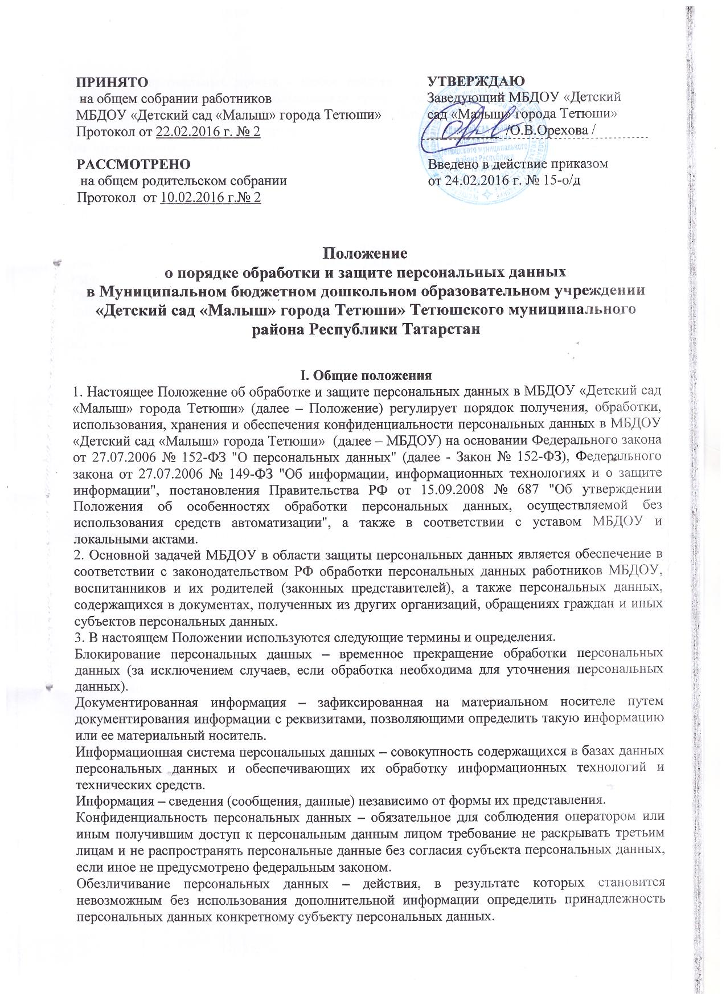 ПРИНЯТО
на общем собрании работников
МБДОУ «Детский сад «Малыш» города Тетюши»
Протокол от 22.02.2016 г. № 2
РАССМОТРЕНО
на общем родительском собрании
Протокол от 10.02.2016 г.№ 2
УТВЕРЖДАЮ
Заведующий МБДОУ «Детский
сад «Малыш» города Тетюши»
/О.В.Орехова /
Введено в действие приказом
от 24.02.2016 г. № 15-о/д
Положение
о порядке обработки и защите персональных данных
в Муниципальном бюджетном дошкольном образовательном учреждении
«Детский сад «Малыш» города Тетюши» Тетюшского муниципального
района Республики Татарстан
I. Общие положения
1. Настоящее Положение об обработке и защите персональных данных в МБДОУ «Детский сад
«Малыш» города Тетюши» (далее – Положение) регулирует порядок получения, обработки,
использования, хранения и обеспечения конфиденциальности персональных данных в МБДОУ
«Детский сад «Малыш» города Тетюши» (далее – МБДОУ) на основании Федерального закона
от 27.07.2006 № 152-ФЗ "О персональных данных" (далее - Закон № 152-ФЗ), Федерального
закона от 27.07.2006 № 149-ФЗ "Об информации, информационных технологиях и о защите
информации", постановления Правительства РФ от 15.09.2008 № 687 "Об утверждении
Положения об особенностях обработки персональных данных, осуществляемой без
использования средств автоматизации", а также в соответствии с уставом МБДОУ и
локальными актами.
2. Основной задачей МБДОУ в области защиты персональных данных является обеспечение в
соответствии с законодательством РФ обработки персональных данных работников МБДОУ,
воспитанников и их родителей (законных представителей), а также персональных данных,
содержащихся в документах, полученных из других организаций, обращениях граждан и иных
субъектов персональных данных.
3. В настоящем Положении используются следующие термины и определения.
Блокирование персональных данных – временное прекращение обработки персональных
данных (за исключением случаев, если обработка необходима для уточнения персональных
данных).
Документированная информация – зафиксированная на материальном носителе путем
документирования информации с реквизитами, позволяющими определить такую информацию
или ее материальный носитель.
Информационная система персональных данных – совокупность содержащихся в базах данных
персональных данных и обеспечивающих их обработку информационных технологий и
технических средств.
Информация – сведения (сообщения, данные) независимо от формы их представления.
Конфиденциальность персональных данных – обязательное для соблюдения оператором или
иным получившим доступ к персональным данным лицом требование не раскрывать третьим
лицам и не распространять персональные данные без согласия субъекта персональных данных,
если иное не предусмотрено федеральным законом.
Обезличивание персональных данных – действия, в результате которых становится
невозможным без использования дополнительной информации определить принадлежность
персональных данных конкретному субъекту персональных данных.